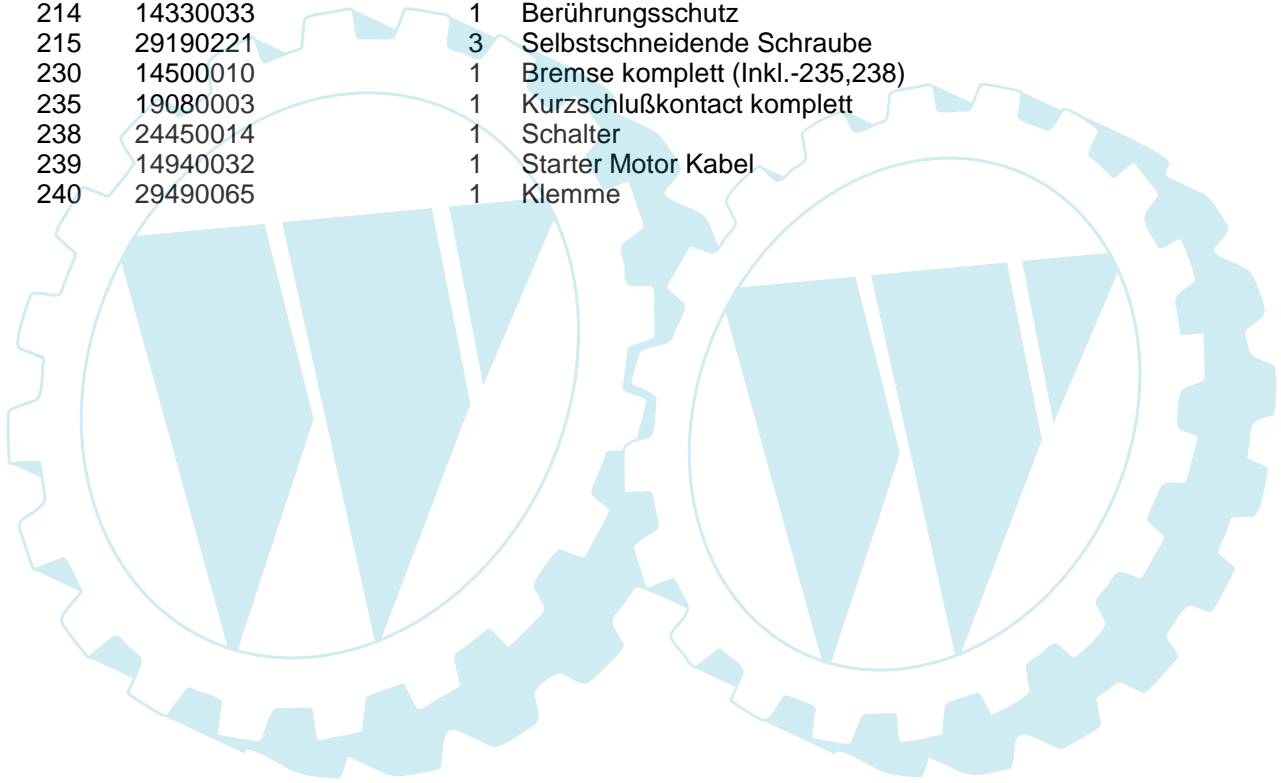 214 14330033 1 Berührungsschutz
215 29190221 3 Selbstschneidende Schraube
230 14500010 1 Bremse komplett (Inkl.-235,238)
235 19080003 1 Kurzschlußkontact komplett
238 24450014 1 Schalter
239 14940032 1 Starter Motor Kabel
240 29490065 1 Klemme